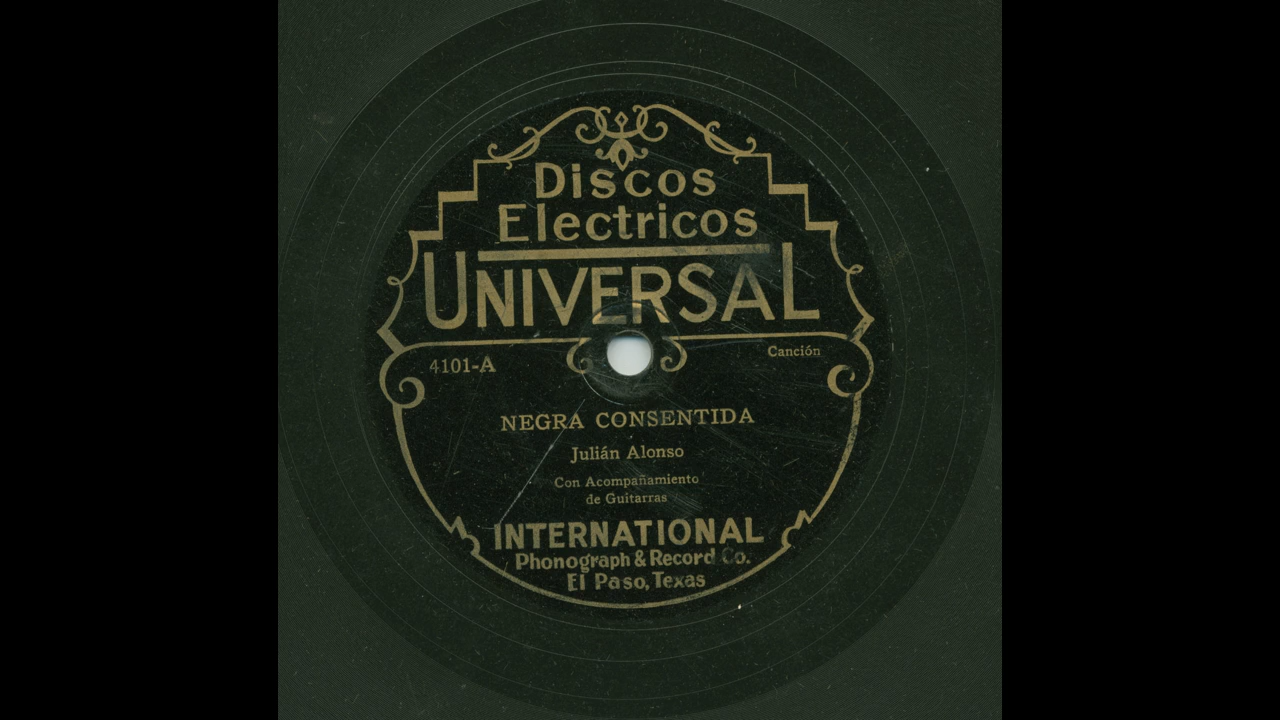 Discos
Electricos
UNIVERSAL
4101-A
Canción
NEGRA CONSENTIDA
Julián Alonso
Con Acompañamiento
de Guitarras
INTERNATIONAL
Phonograph & Record Co.
El Paso, Texas